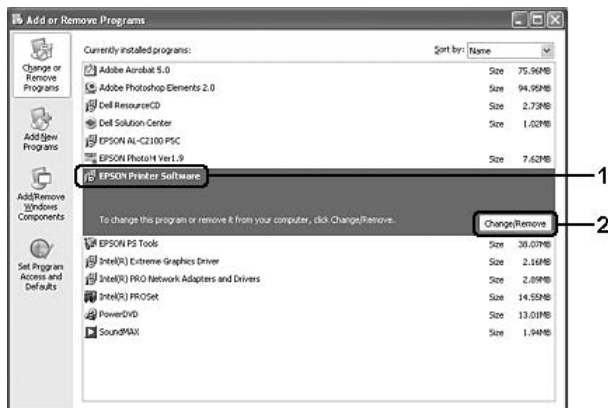 Add or Remove Programs
Change or
Remove
Programs
Add New
Programs
Add/Remove
Windows
Components
Set Program
Access and
Defaults
Currently installed programs:
Sort by: Name
Adobe Acrobat 5.0 Size 75.96MB
Adobe Photoshop Elements 2.0 Size 94.95MB
Dell ResourceCD Size 2.73MB
Dell Solution Center Size 1.02MB
EPSON AL-C2100 PSC
EPSON PhotoH Ver1.9 Size 7.62MB
EPSON Printer Software
1
To change this program or remove it from your computer, click Change/Remove.
Change/Remove
2
EPSON PS Tools Size 38.07MB
Intel(R) Extreme Graphics Driver Size 2.16MB
Intel(R) PRO Network Adapters and Drivers Size 2.89MB
Intel(R) PROSet Size 14.55MB
PowerDVD Size 13.01MB
SoundMAX Size 1.94MB